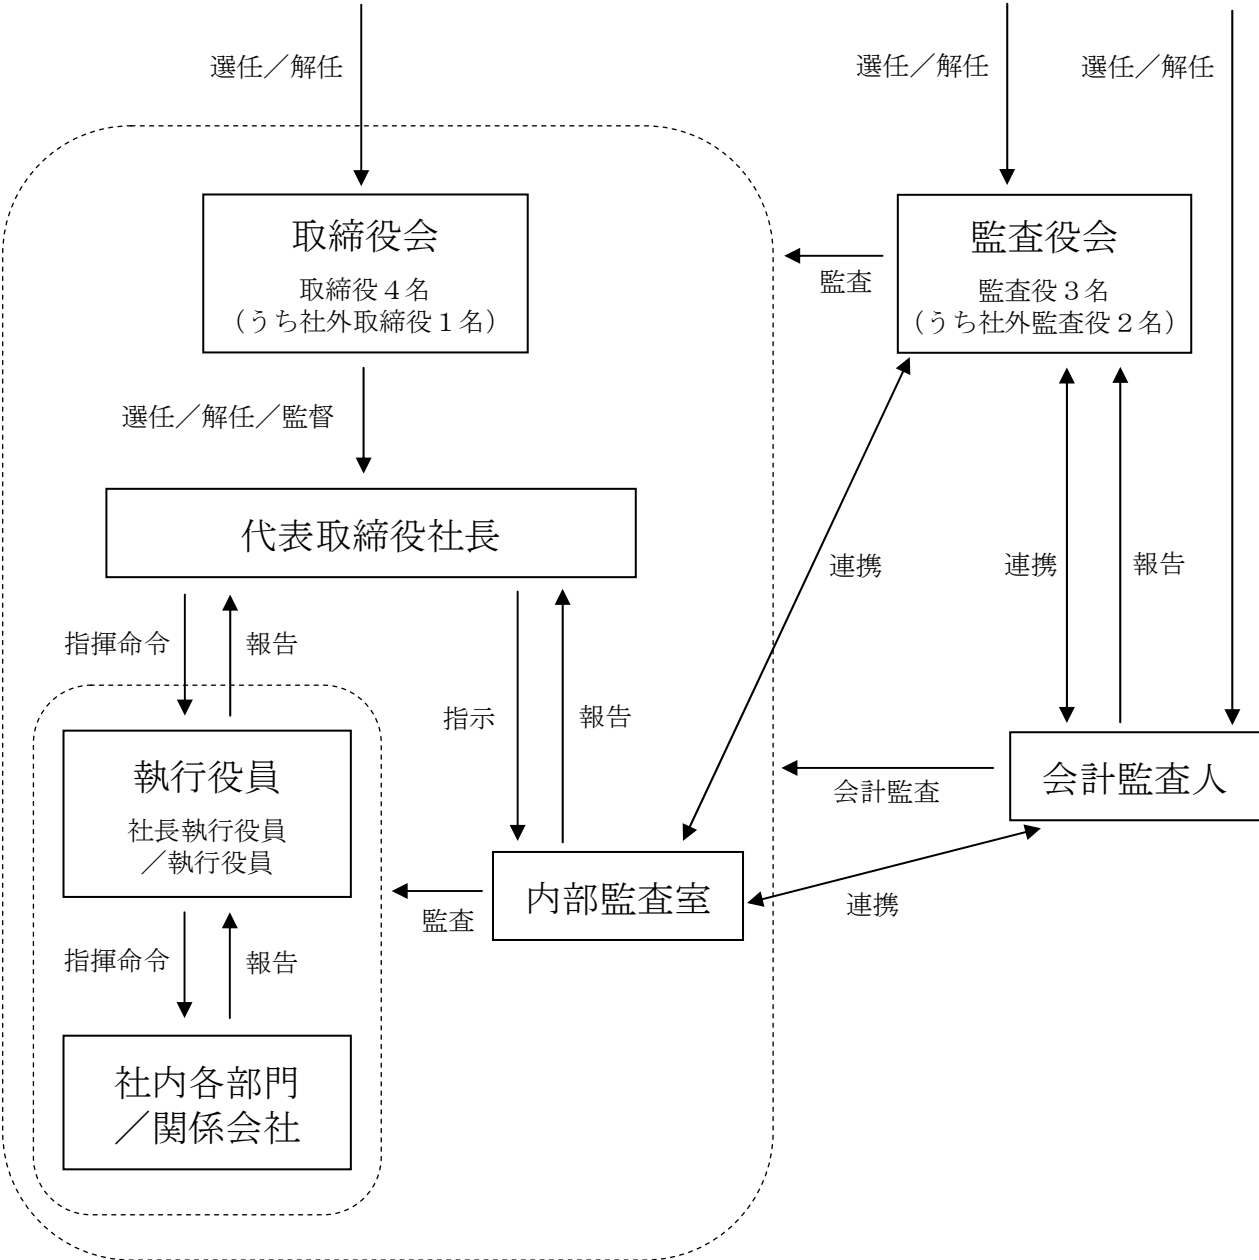 選任／解任
選任／解任
選任／解任
取締役会
取締役４名
（うち社外取締役１名）
監査役会
監査役３名
（うち社外監査役２名）
監査
選任／解任／監督
代表取締役社長
連携
連携
報告
指揮命令
報告
指示
報告
執行役員
社長執行役員
／執行役員
会計監査人
会計監査
内部監査室
監査
連携
指揮命令
報告
社内各部門
／関係会社